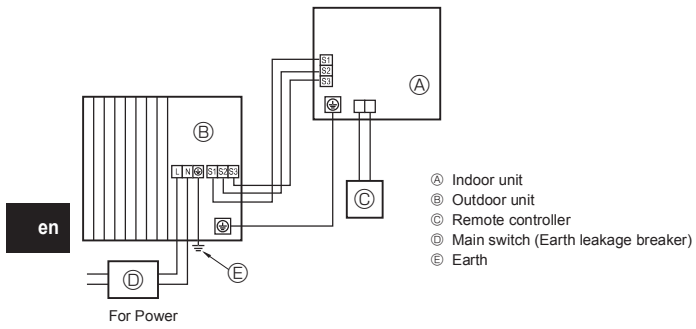 S1
S2
S3
Ⓐ
Ⓑ
L N S1 S2 S3
Ⓒ
Ⓐ Indoor unit
Ⓑ Outdoor unit
Ⓒ Remote controller
Ⓓ Main switch (Earth leakage breaker)
Ⓔ Earth
en
Ⓔ
Ⓓ
For Power